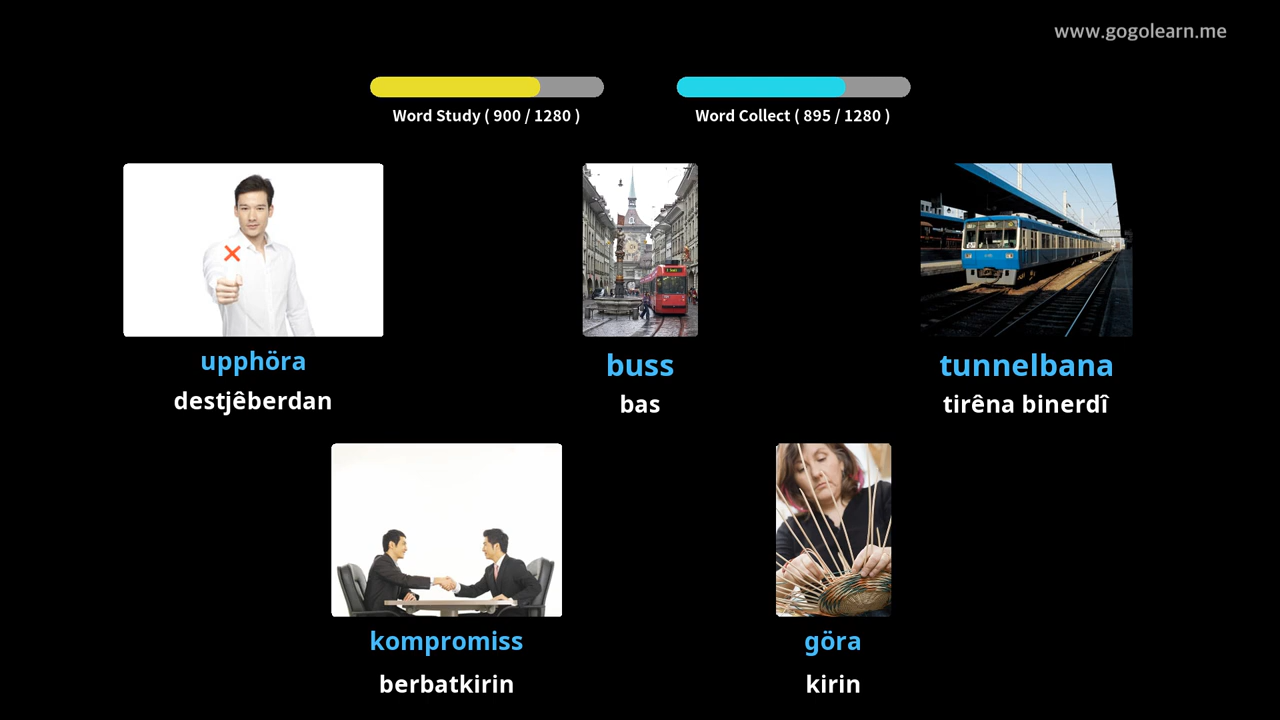 www.gogolearn.me
Word Study ( 900 / 1280 )
Word Collect ( 895 / 1280 )
upphöra
destjêberdan
buss
bas
tunnelbana
tirêna binerdî
kompromiss
berbatkirin
göra
kirin